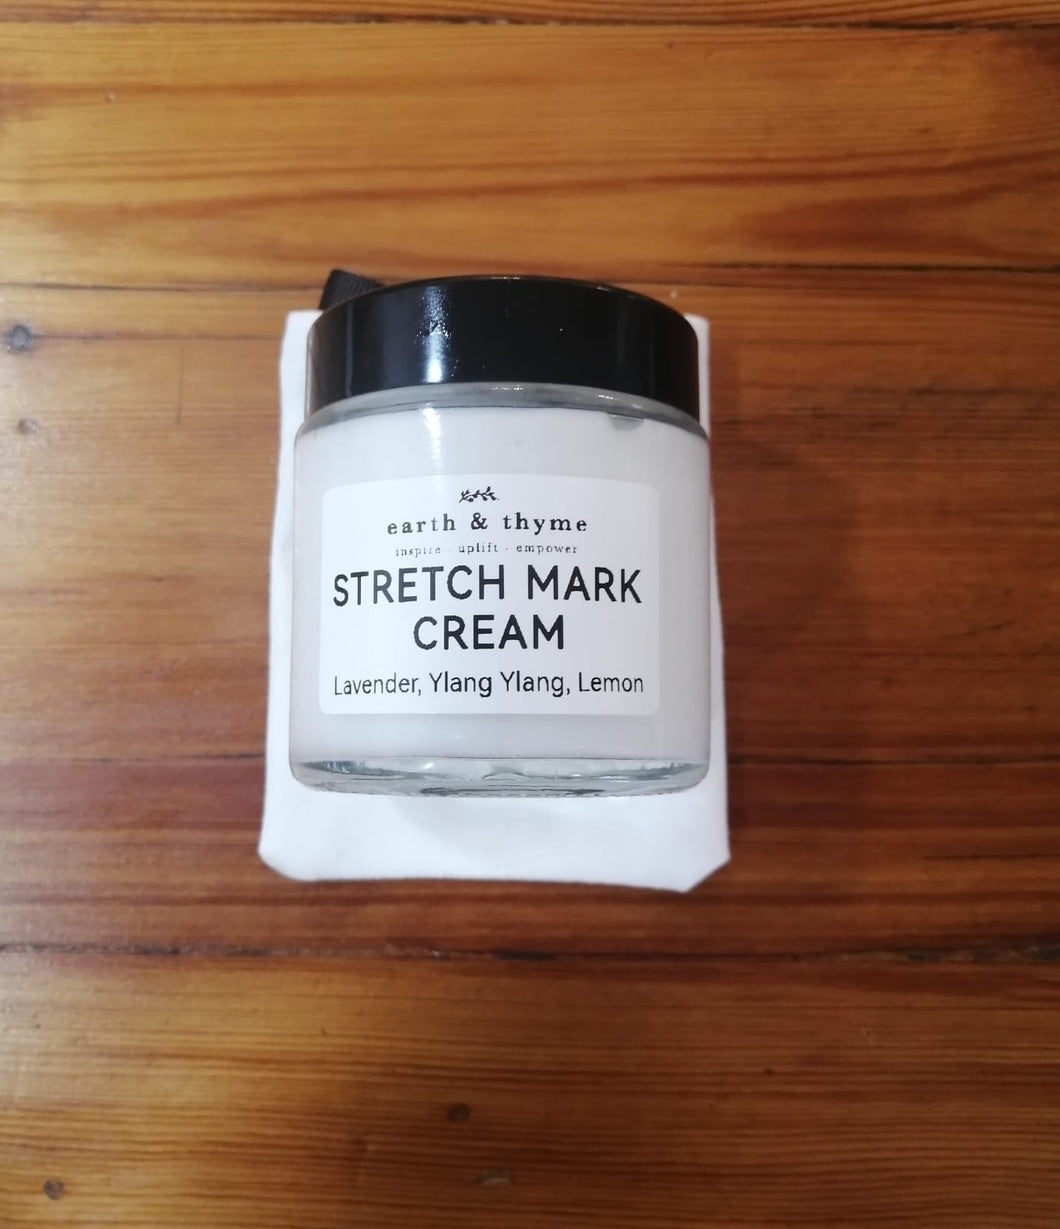 earth & thyme
inspire · uplift · empower
STRETCH MARK
CREAM
Lavender, Ylang Ylang, Lemon